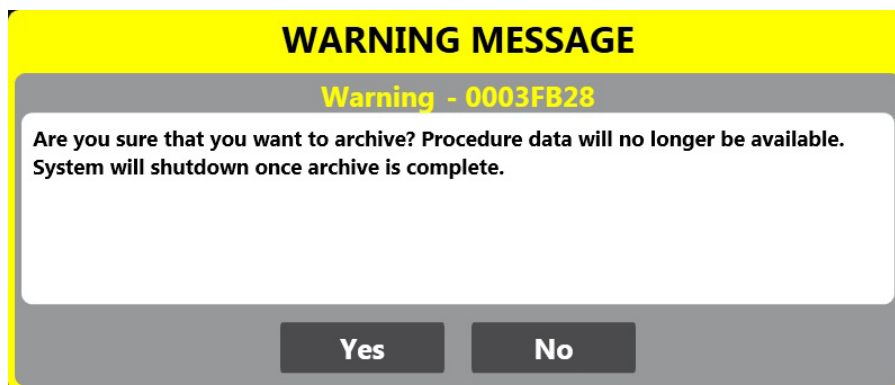 WARNING MESSAGE
Warning - 0003FB28
Are you sure that you want to archive? Procedure data will no longer be available.
System will shutdown once archive is complete.
Yes
No